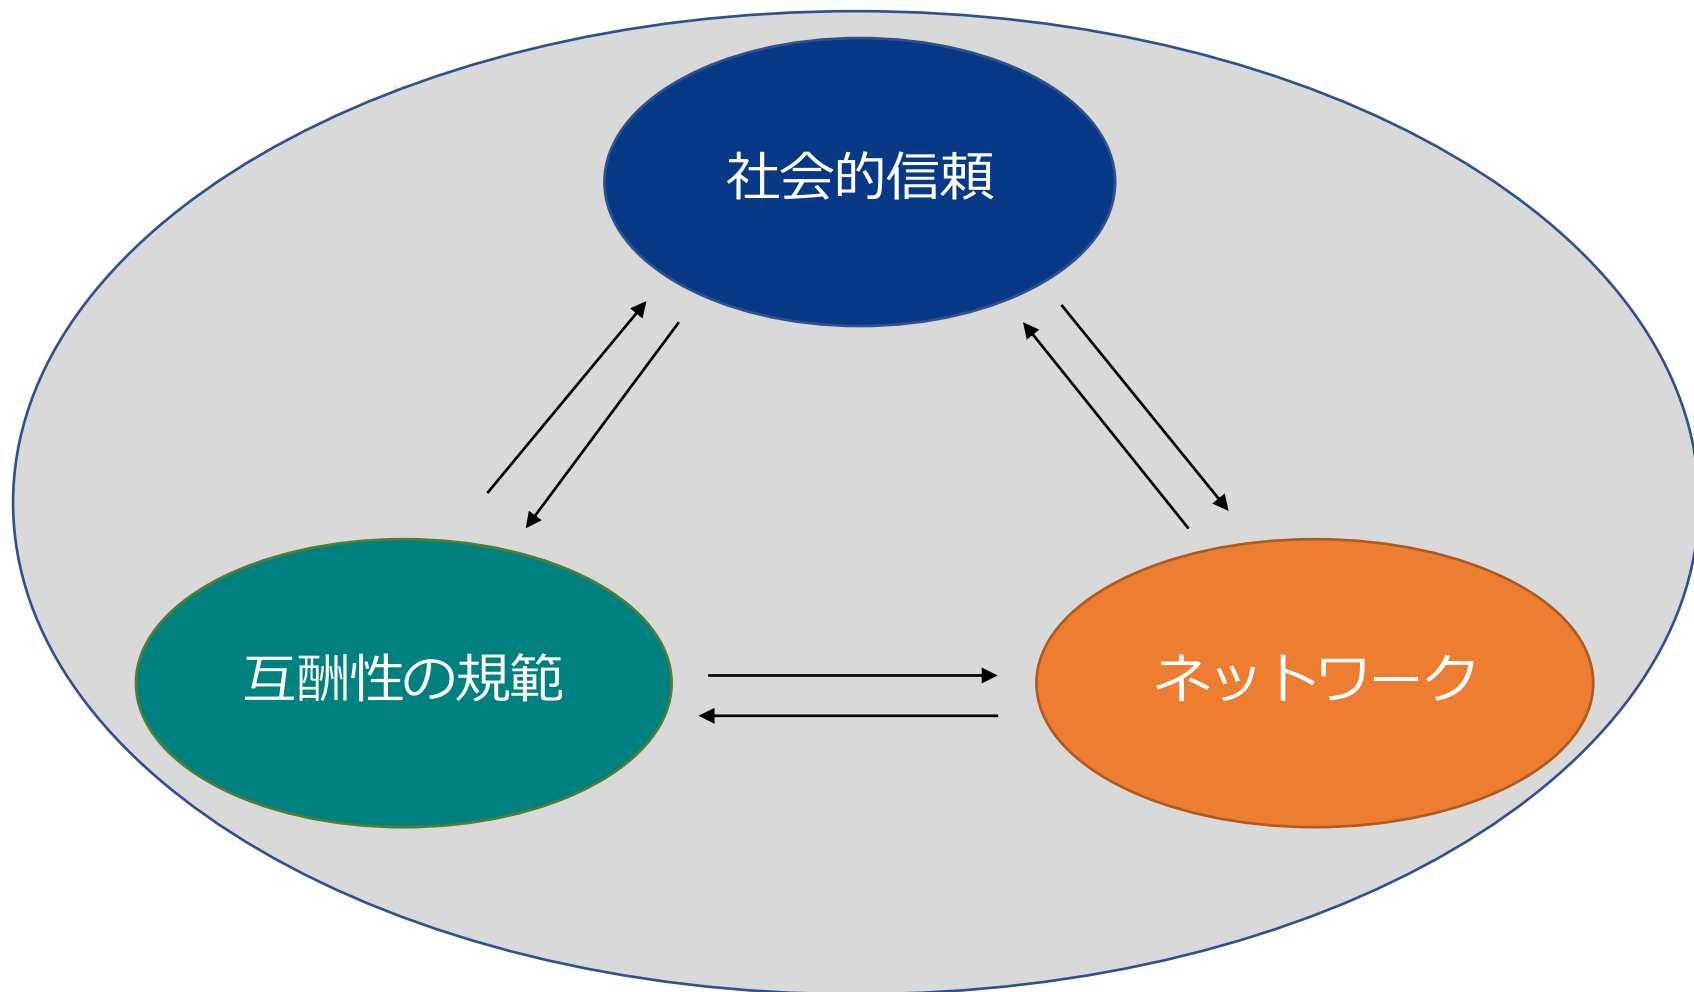 社会的信頼
互酬性の規範
ネットワーク